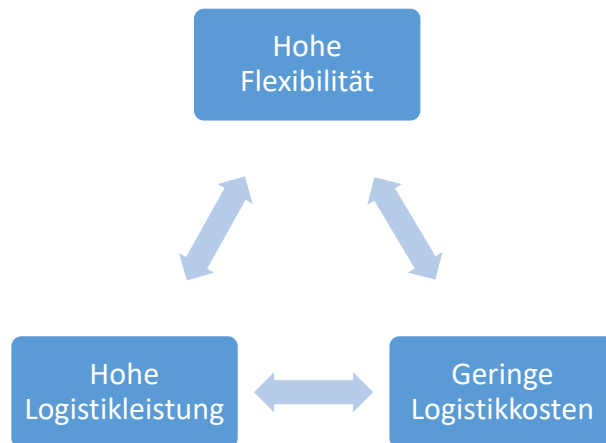 Hohe
Flexibilität
Hohe
Logistikleistung
Geringe
Logistikkosten